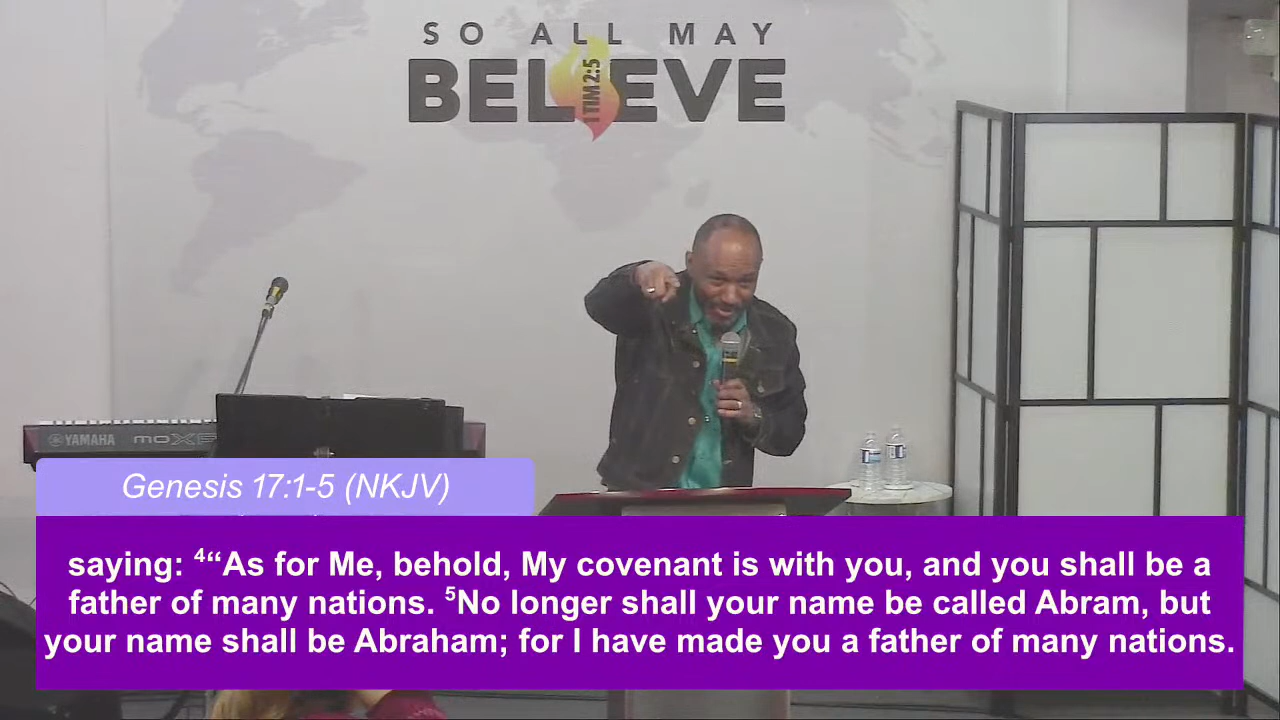 SO ALL MAY
BELIEVE
1 TIM 2:5
YAMAHA MOXF
Genesis 17:1-5 (NKJV)
saying: 4“As for Me, behold, My covenant is with you, and you shall be a
father of many nations. 5No longer shall your name be called Abram, but
your name shall be Abraham; for I have made you a father of many nations.